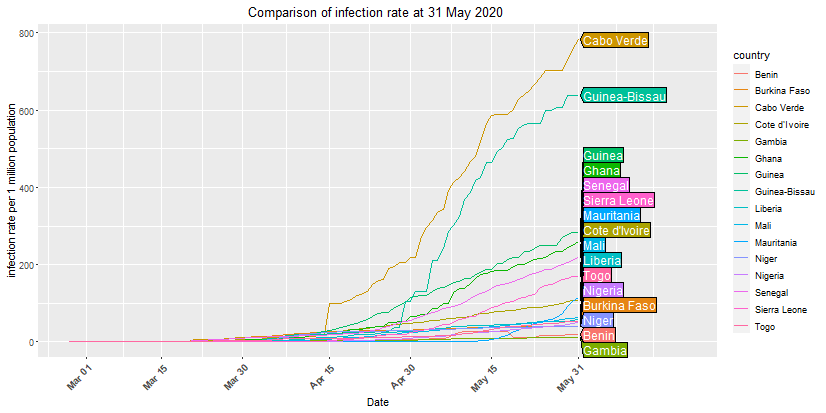 Comparison of infection rate at 31 May 2020
infection rate per 1 million population
800
600
400
200
0
Cabo Verde
Guinea-Bissau
Guinea
Ghana
Senegal
Sierra Leone
Mauritania
Cote d'Ivoire
Mali
Liberia
Togo
Nigeria
Burkina Faso
Niger
Benin
Gambia
Mar 01
Mar 15
Mar 30
Apr 15
Apr 30
May 15
May 31
Date
country
Benin
Burkina Faso
Cabo Verde
Cote d'Ivoire
Gambia
Ghana
Guinea
Guinea-Bissau
Liberia
Mali
Mauritania
Niger
Nigeria
Senegal
Sierra Leone
Togo